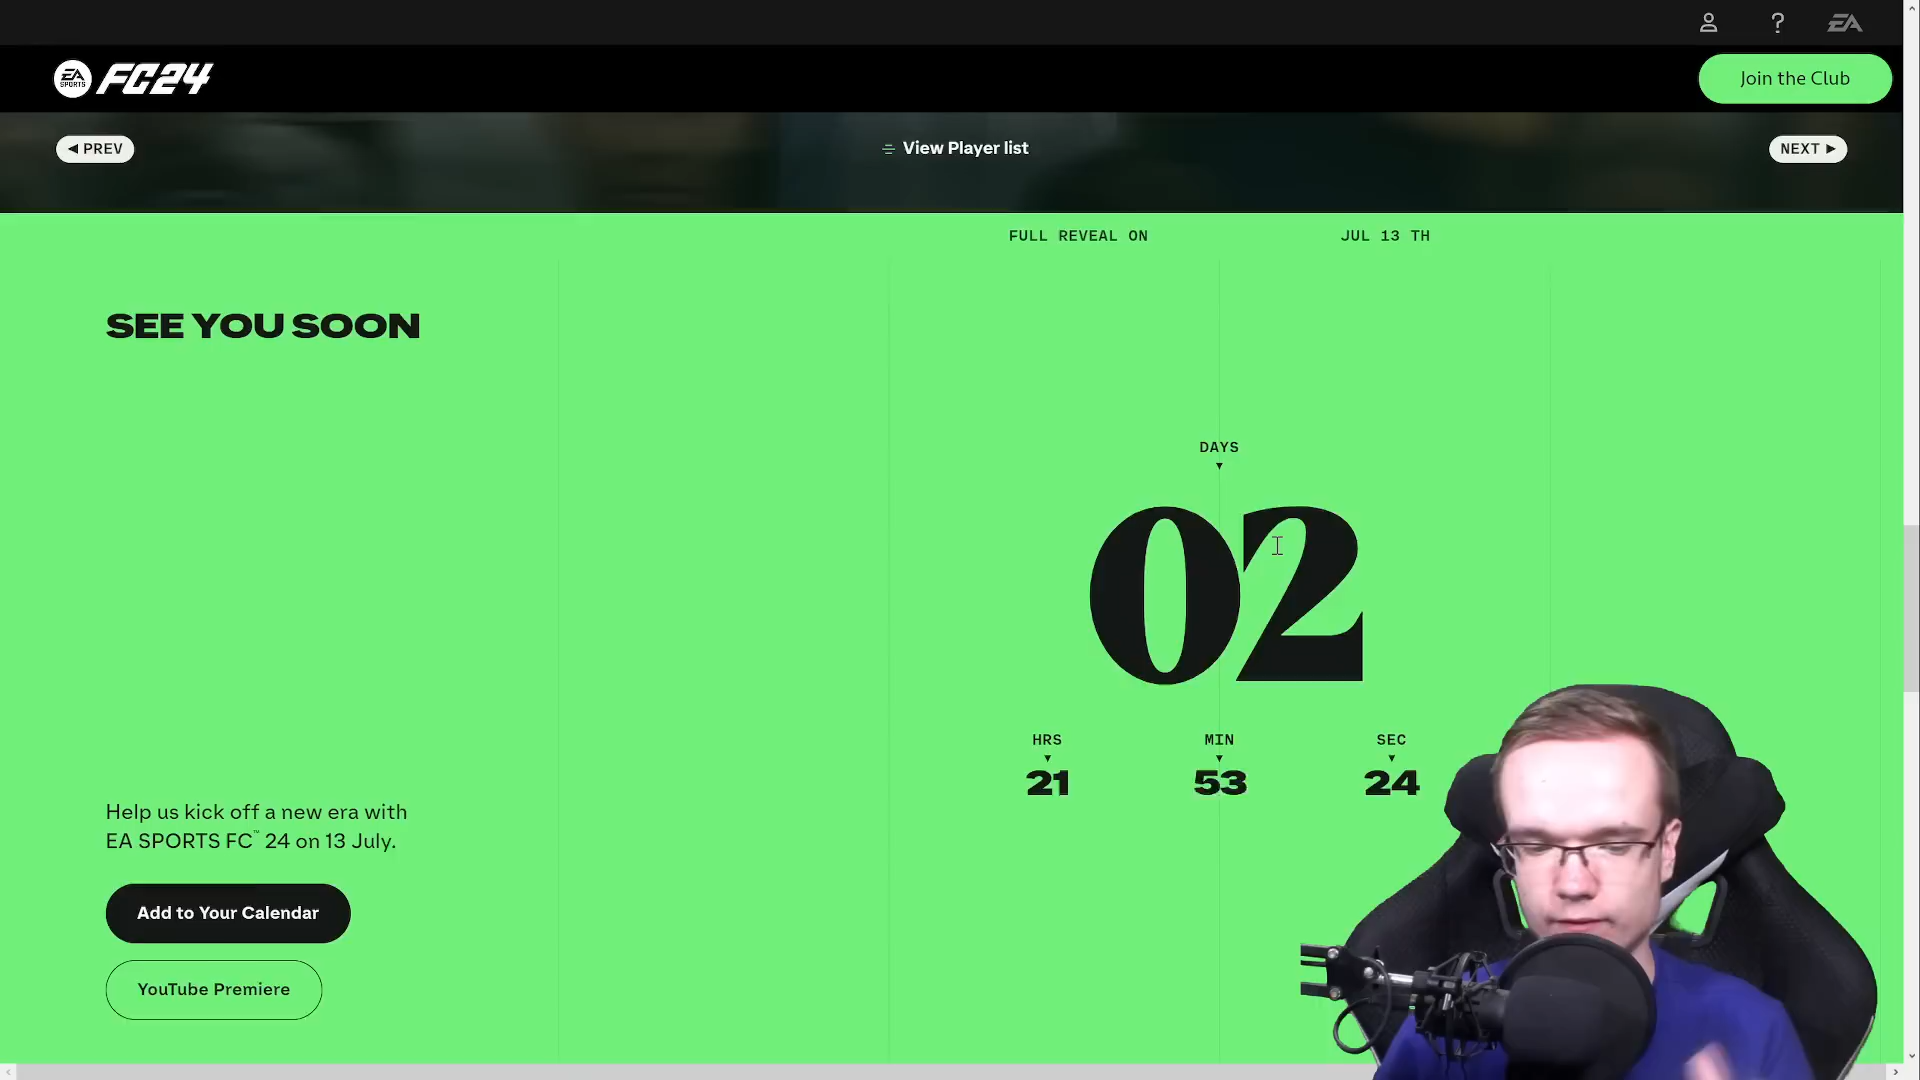 EA
EA SPORTS FC24
Join the Club
◀ PREV
View Player list
NEXT ▶
FULL REVEAL ON JUL 13 TH
SEE YOU SOON
DAYS
02
HRS MIN SEC
21 53 24
Help us kick off a new era with
EA SPORTS FC™ 24 on 13 July.
Add to Your Calendar
YouTube Premiere